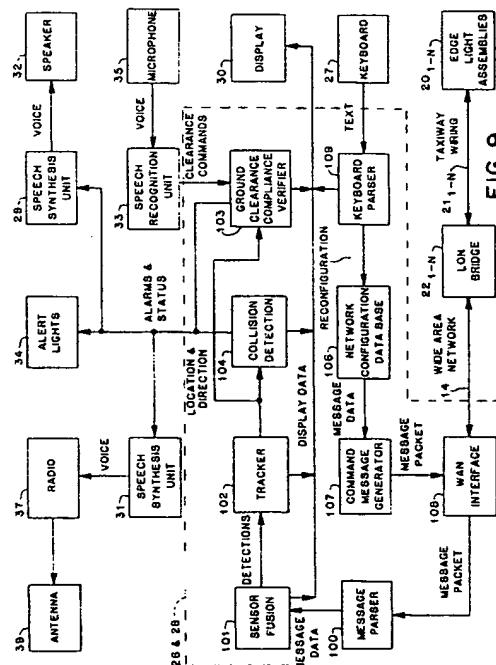 39
ANTENNA
37
RADIO
VOICE
31
SPEECH
SYNTHESIS
UNIT
34
ALERT
LIGHTS
ALARMS &
STATUS
29
SPEECH
SYNTHESIS
UNIT
VOICE
32
SPEAKER
35
MICROPHONE
VOICE
33
SPEECH
RECOGNITION
UNIT
CLEARANCE
COMMANDS
30
DISPLAY
27
KEYBOARD
TEXT
26 & 28
101
SENSOR
FUSION
DETECTIONS
102
TRACKER
LOCATION &
DIRECTION
104
COLLISION
DETECTION
103
GROUND
CLEARANCE
COMPLIANCE
VERIFIER
DISPLAY DATA
MESSAGE
DATA
100
MESSAGE
PARSER
MESSAGE
PACKET
107
COMMAND
MESSAGE
GENERATOR
MESSAGE
DATA
106
NETWORK
CONFIGURATION
DATA BASE
RECONFIGURATION
109
KEYBOARD
PARSER
MESSAGE PACKET
108
WAN
INTERFACE
14
WIDE AREA
NETWORK
22 1-N
LON
BRIDGE
21 1-N
TAXIWAY
WIRING
20 1-N
EDGE
LIGHT
ASSEMBLIES
FIG. 9